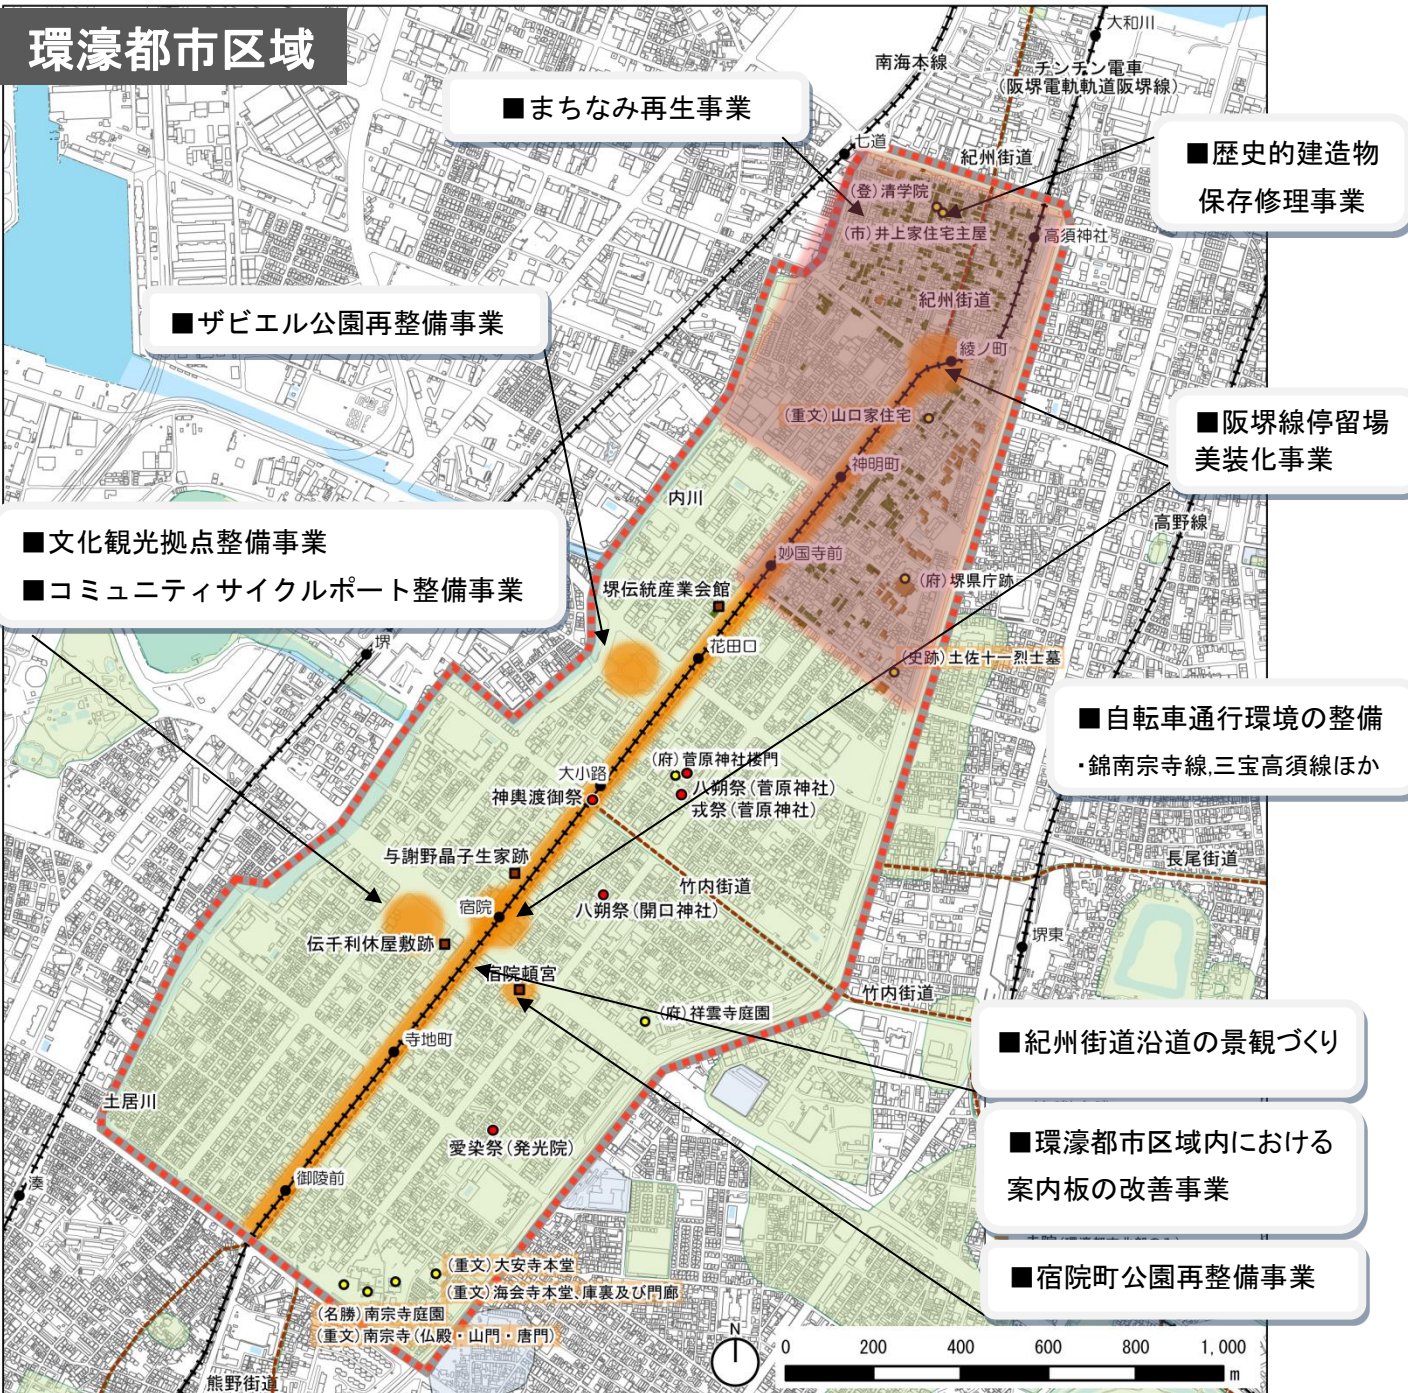 環濠都市区域
大和川
南海本線
チンチン電車
(阪堺電軌軌道阪堺線)
■まちなみ再生事業
七道
紀州街道
■歴史的建造物
保存修理事業
(登)清学院
(市)井上家住宅主屋
高須神社
紀州街道
■ザビエル公園再整備事業
綾ノ町
(重文)山口家住宅
■阪堺線停留場
美装化事業
神明町
内川
高野線
■文化観光拠点整備事業
■コミュニティサイクルポート整備事業
妙国寺前
(府)堺県庁跡
堺伝統産業会館
堺
花田口
(史跡)土佐十一烈士墓
■自転車通行環境の整備
・錦南宗寺線,三宝高須線ほか
(府)菅原神社楼門
大小路
八朔祭(菅原神社)
神輿渡御祭
戎祭(菅原神社)
与謝野晶子生家跡
長尾街道
竹内街道
宿院
八朔祭(開口神社)
伝千利休屋敷跡
堺東
宿院頓宮
竹内街道
(府)祥雲寺庭園
寺地町
■紀州街道沿道の景観づくり
土居川
愛染祭(発光院)
■環濠都市区域内における
案内板の改善事業
御陵前
湊
■宿院町公園再整備事業
(重文)大安寺本堂
(重文)海会寺本堂、庫裏及び門廊
(名勝)南宗寺庭園
(重文)南宗寺(仏殿・山門・唐門)
熊野街道
N
0 200 400 600 800 1,000
m